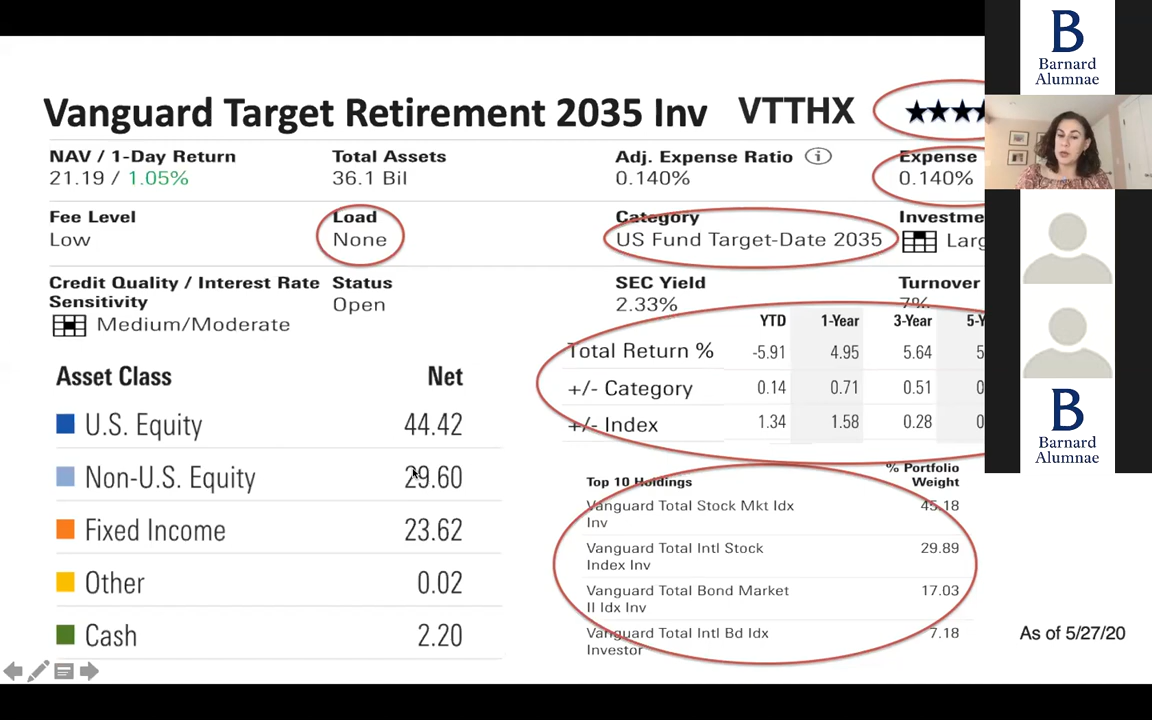 Vanguard Target Retirement 2035 Inv VTTHX ★★★
NAV / 1-Day Return Total Assets Adj. Expense Ratio Expense
21.19 / 1.05% 36.1 Bil 0.140% 0.140%
Fee Level Load Category
Low None US Fund Target-Date 2035
Credit Quality / Interest Rate Sensitivity Status SEC Yield Turnover
Medium/Moderate Open 2.33% 7%
YTD 1-Year 3-Year
Total Return % -5.91 4.95 5.64
+/- Category 0.14 0.71 0.51
+/- Index 1.34 1.58 0.28
Asset Class Net
U.S. Equity 44.42
Non-U.S. Equity 29.60
Fixed Income 23.62
Other 0.02
Cash 2.20
Top 10 Holdings % Portfolio Weight
Vanguard Total Stock Mkt Idx Inv 45.18
Vanguard Total Intl Stock Index Inv 29.89
Vanguard Total Bond Market II Idx Inv 17.03
Vanguard Total Intl Bd Idx Investor 7.18
As of 5/27/20
B
Barnard
Alumnae
B
Barnard
Alumnae